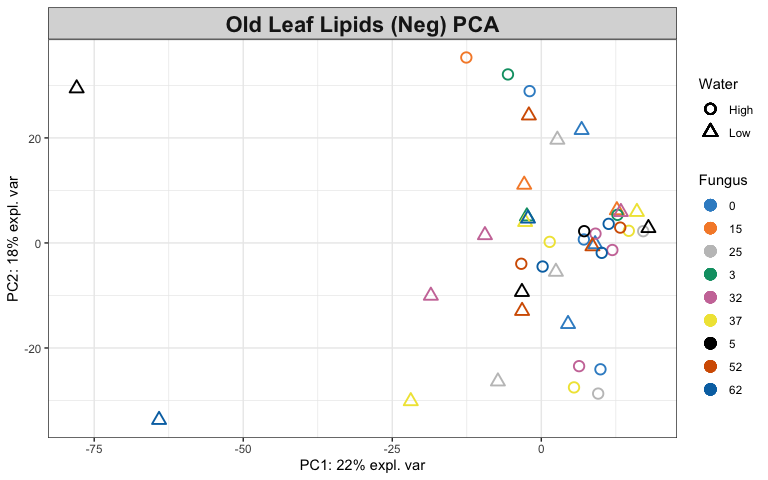 Old Leaf Lipids (Neg) PCA
PC2: 18% expl. var
20
0
-20
-75
-50
-25
0
PC1: 22% expl. var
Water
High
Low
Fungus
0
15
25
3
32
37
5
52
62